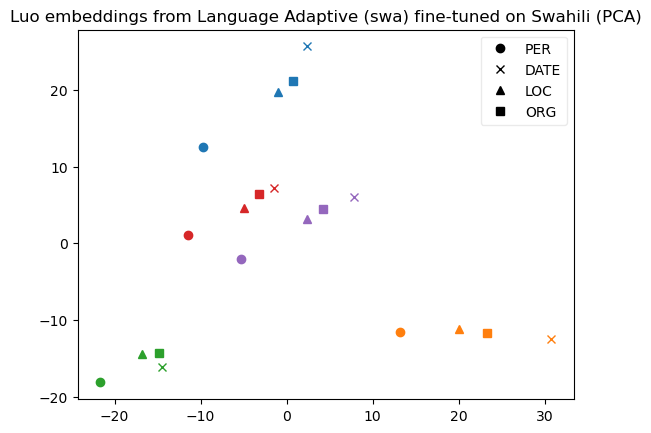 Luo embeddings from Language Adaptive (swa) fine-tuned on Swahili (PCA)
PER
DATE
LOC
ORG
20
10
0
−10
−20
−20 −10 0 10 20 30